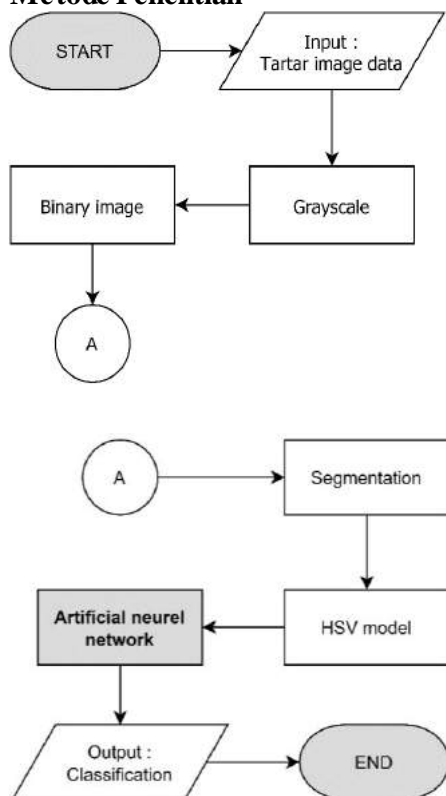 Metode Penelitian
START
Input :
Tartar image data
Binary image
Grayscale
A
A
Segmentation
Artificial neurel
network
HSV model
Output :
Classification
END